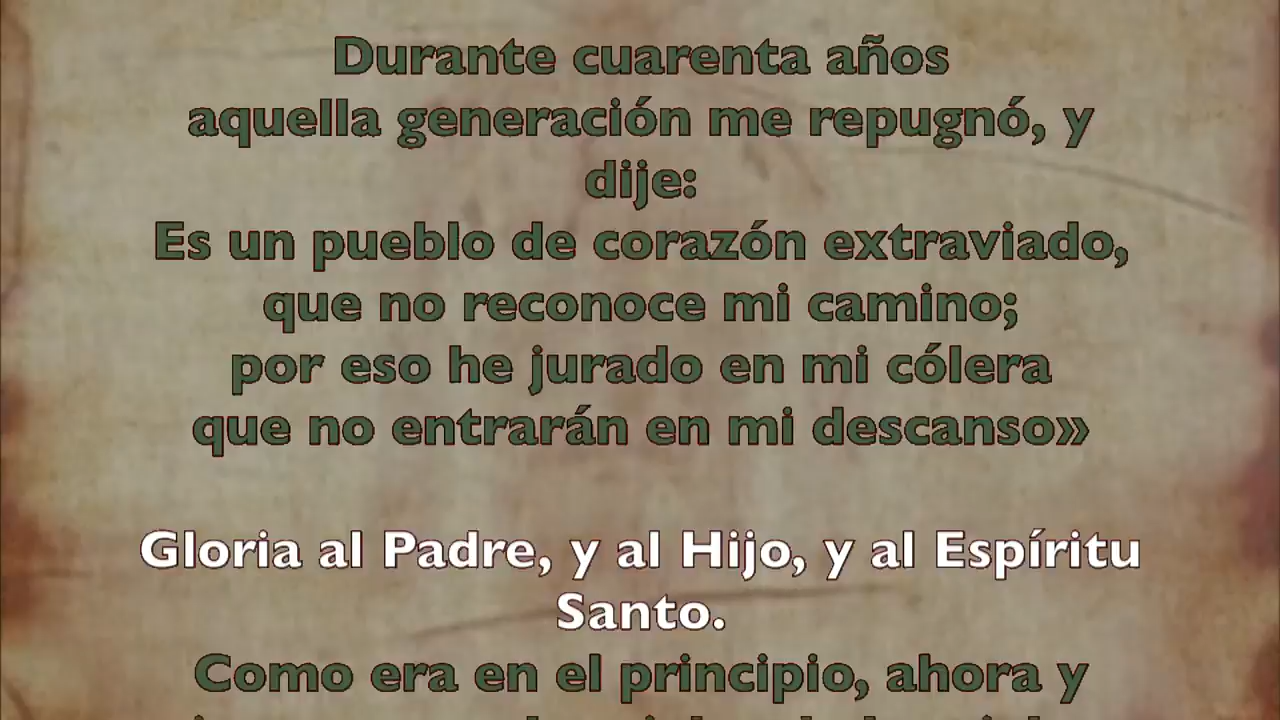 Durante cuarenta años
aquella generación me repugnó, y
dije:
Es un pueblo de corazón extraviado,
que no reconoce mi camino;
por eso he jurado en mi cólera
que no entrarán en mi descanso»
Gloria al Padre, y al Hijo, y al Espíritu
Santo.
Como era en el principio, ahora y